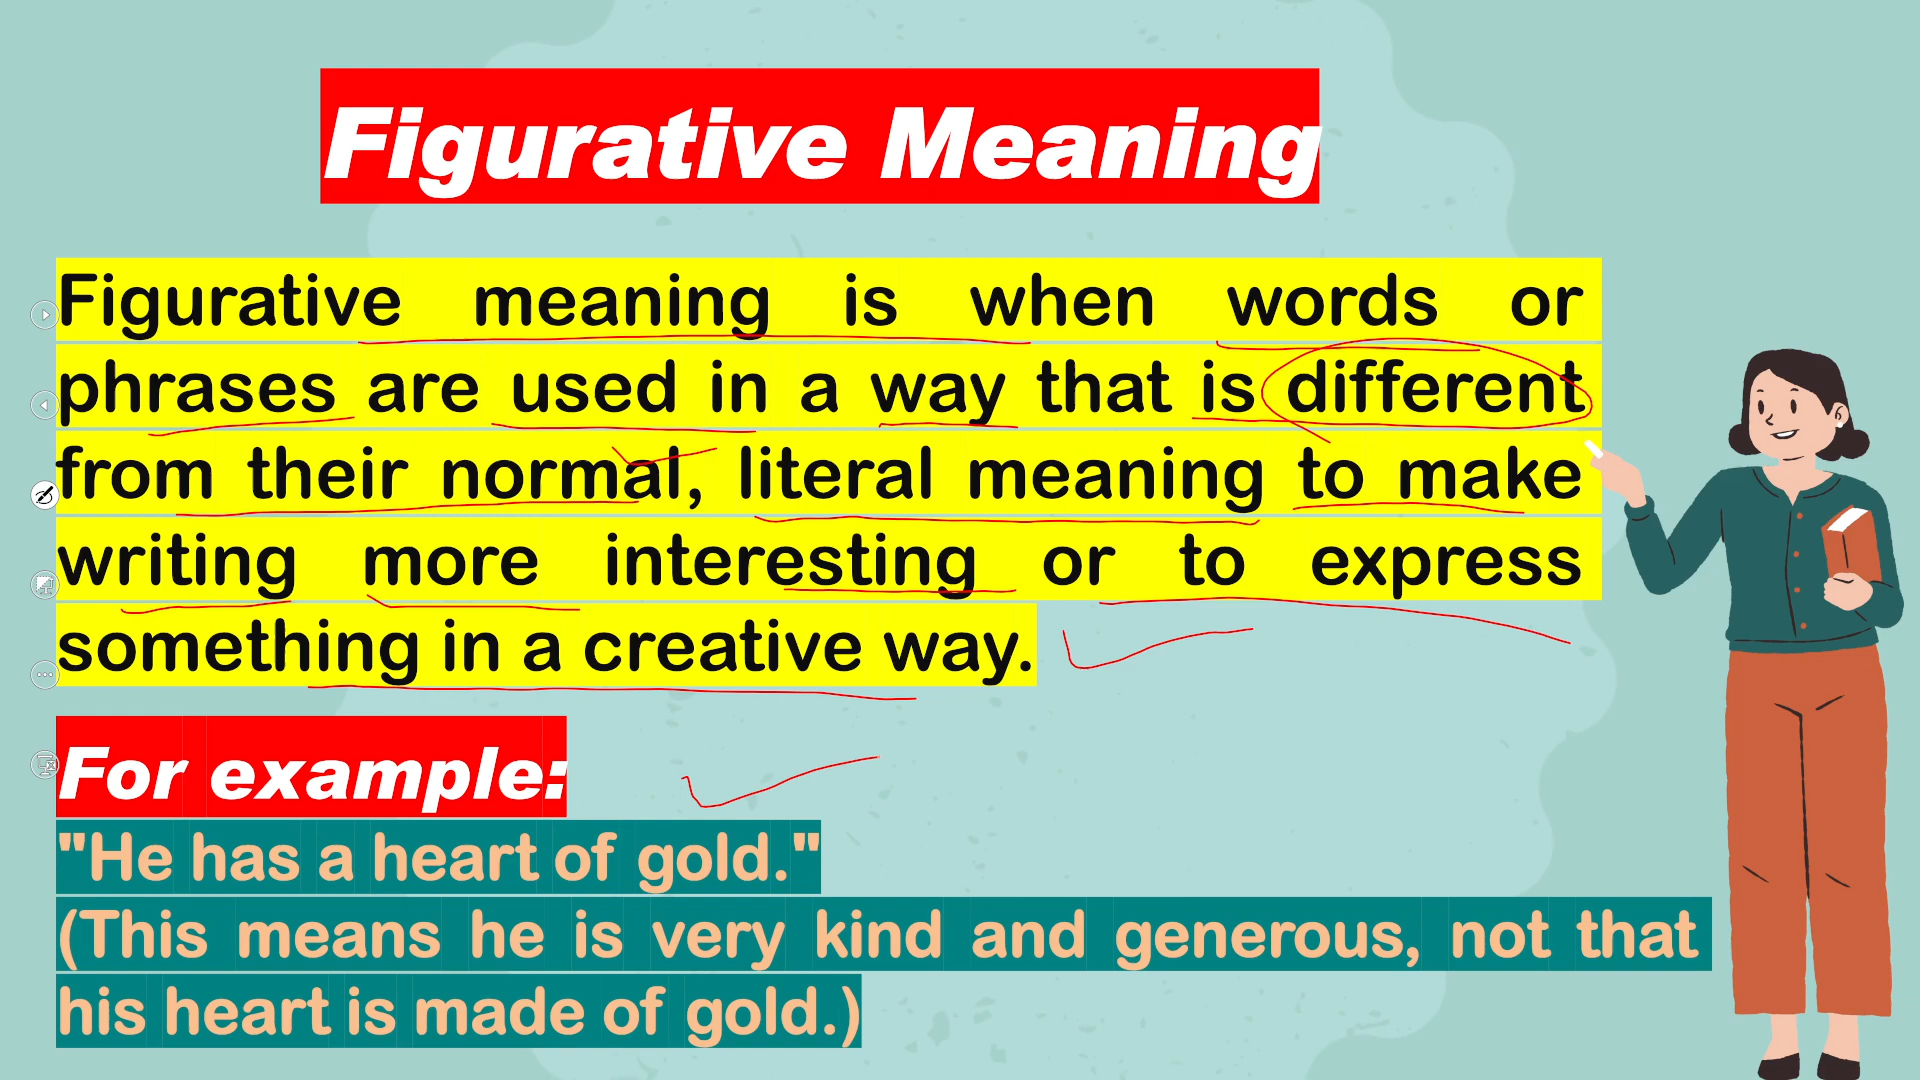 Figurative Meaning
Figurative meaning is when words or
phrases are used in a way that is different
from their normal, literal meaning to make
writing more interesting or to express
something in a creative way.
For example:
"He has a heart of gold."
(This means he is very kind and generous, not that
his heart is made of gold.)